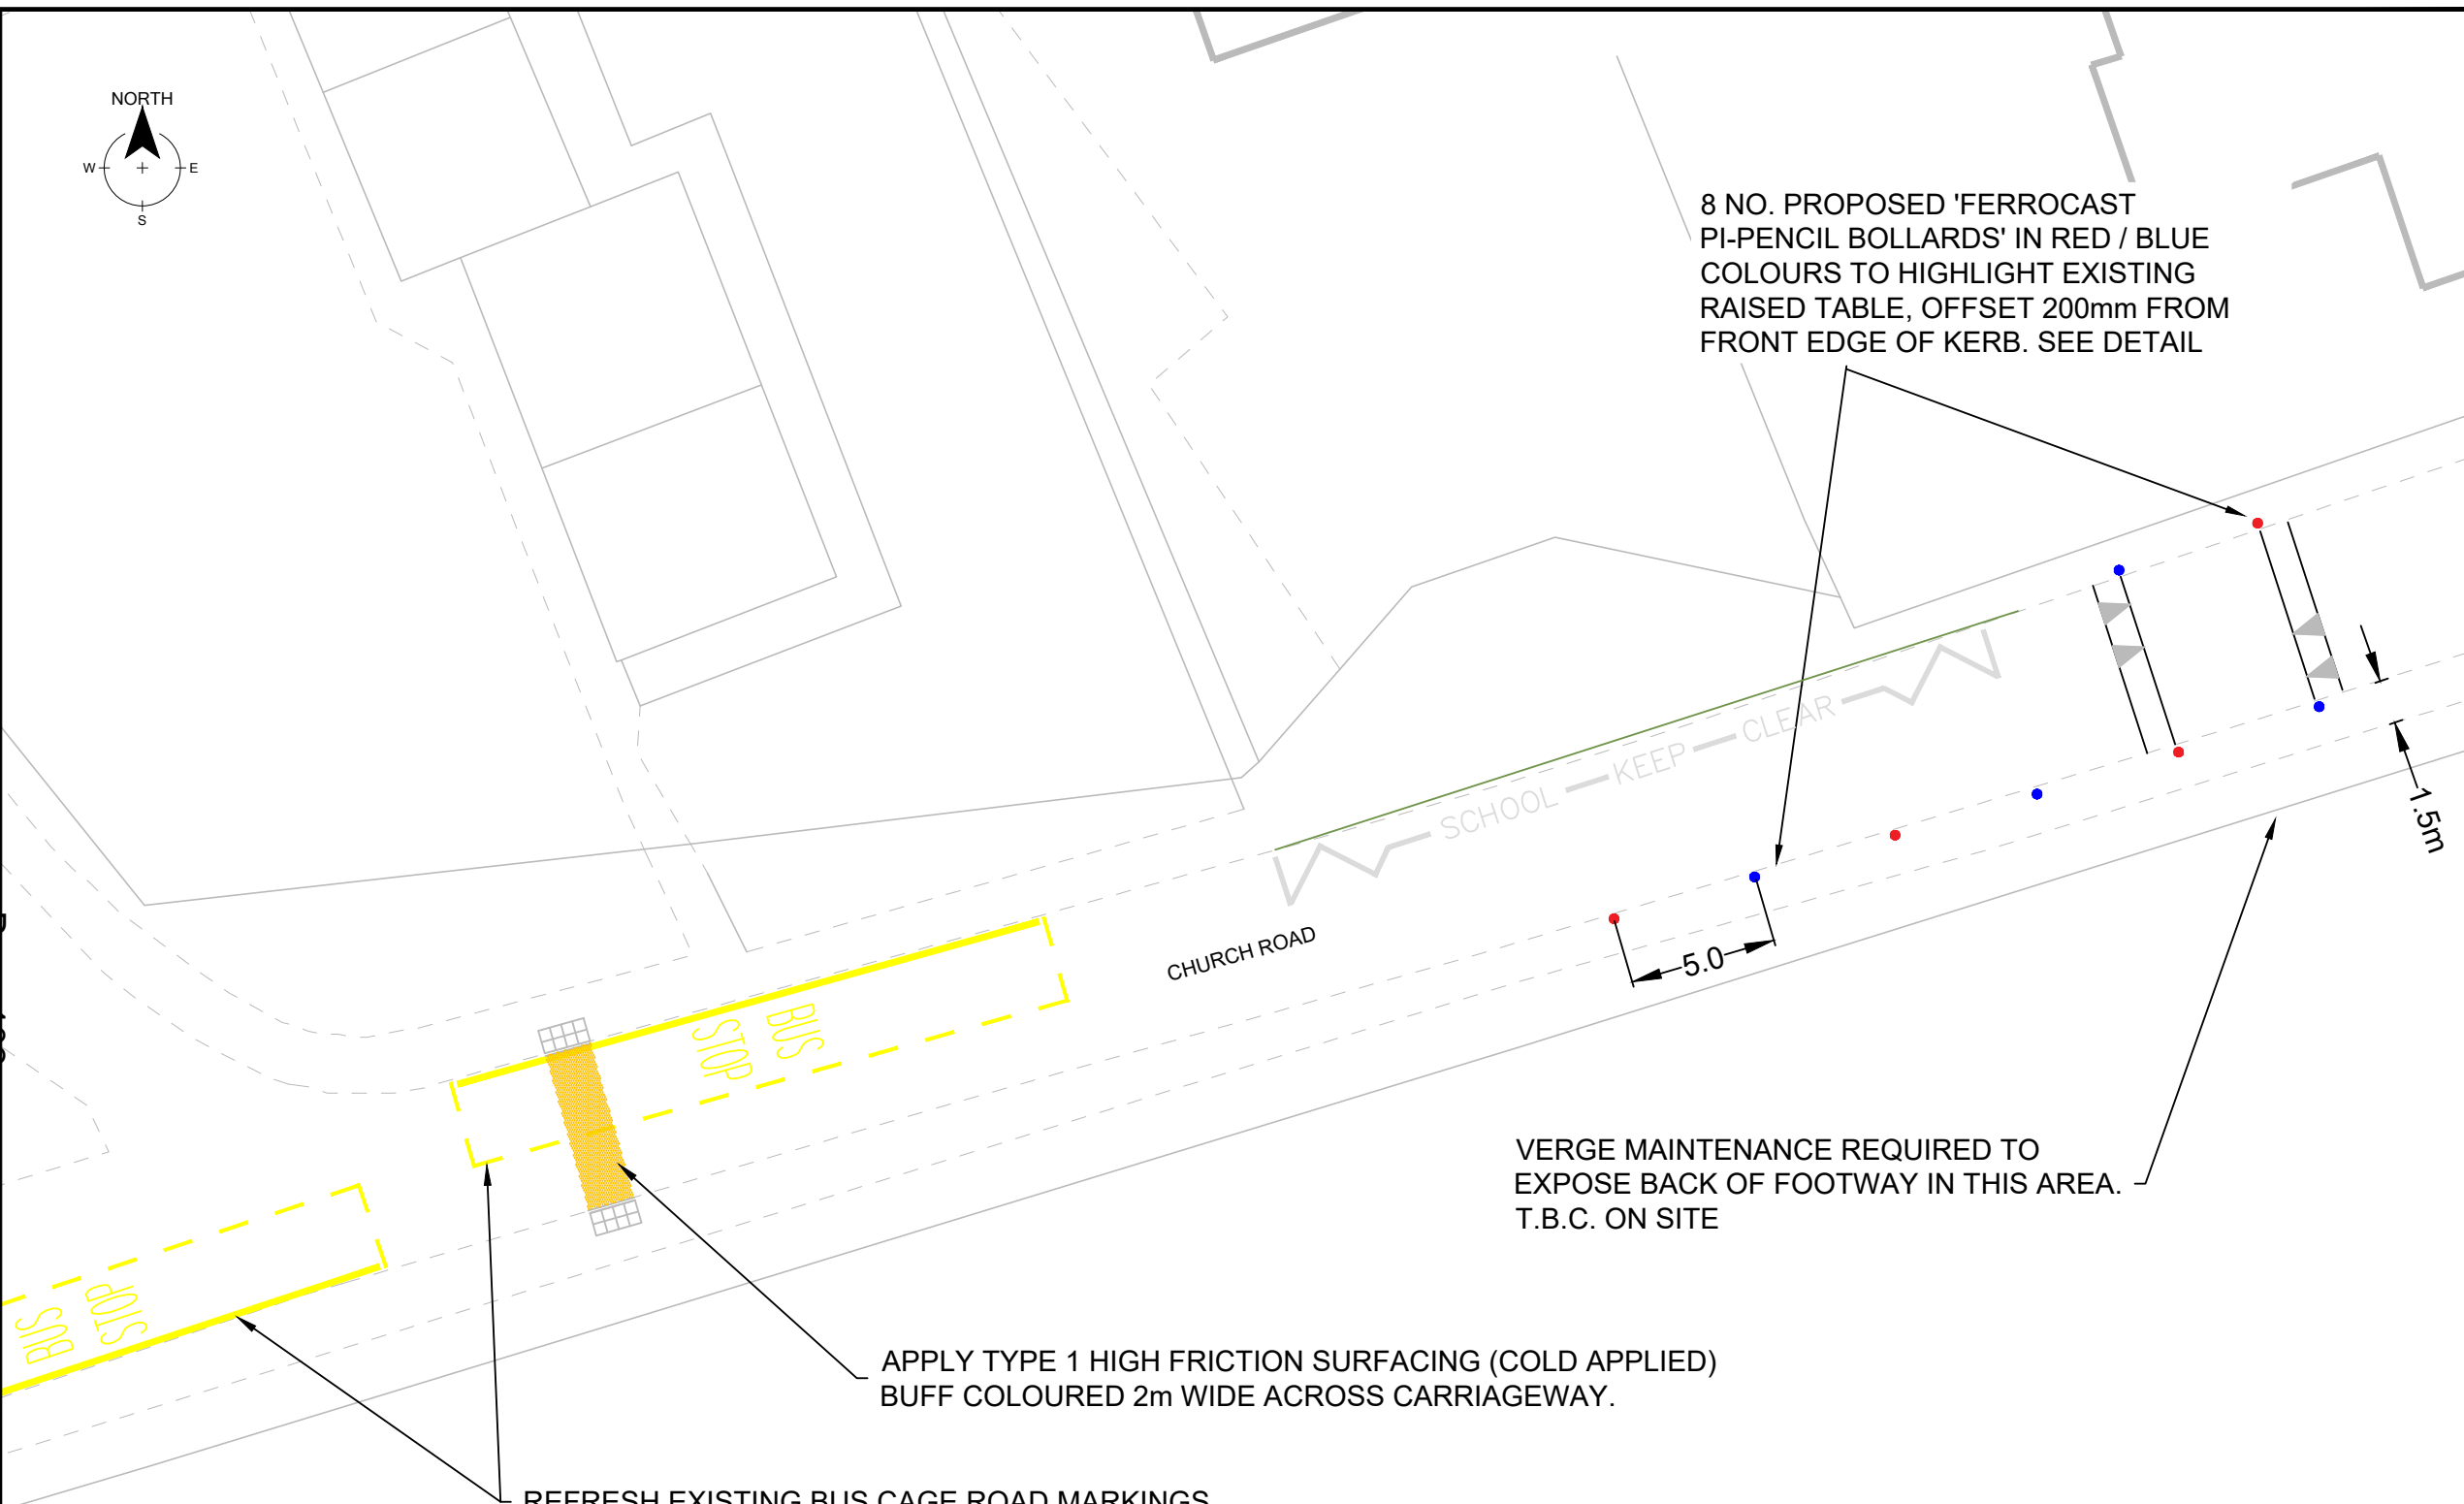 NORTH
W
E
S
8 NO. PROPOSED 'FERROCAST
PI-PENCIL BOLLARDS' IN RED / BLUE
COLOURS TO HIGHLIGHT EXISTING
RAISED TABLE, OFFSET 200mm FROM
FRONT EDGE OF KERB. SEE DETAIL
SCHOOL KEEP CLEAR
1.5m
5.0
CHURCH ROAD
BUS
STOP
VERGE MAINTENANCE REQUIRED TO
EXPOSE BACK OF FOOTWAY IN THIS AREA.
T.B.C. ON SITE
BUS
STOP
APPLY TYPE 1 HIGH FRICTION SURFACING (COLD APPLIED)
BUFF COLOURED 2m WIDE ACROSS CARRIAGEWAY.
REFRESH EXISTING BUS CAGE ROAD MARKINGS